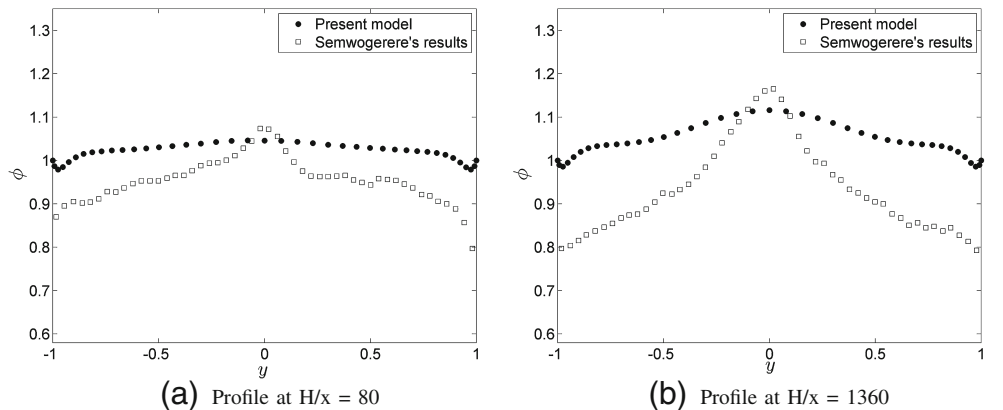 Present model
Semwogerere's results
1.3
1.2
1.1
1
0.9
0.8
0.7
0.6
ϕ
-1
-0.5
0
0.5
1
y
(a) Profile at H/x = 80
Present model
Semwogerere's results
1.3
1.2
1.1
1
0.9
0.8
0.7
0.6
ϕ
-1
-0.5
0
0.5
1
y
(b) Profile at H/x = 1360